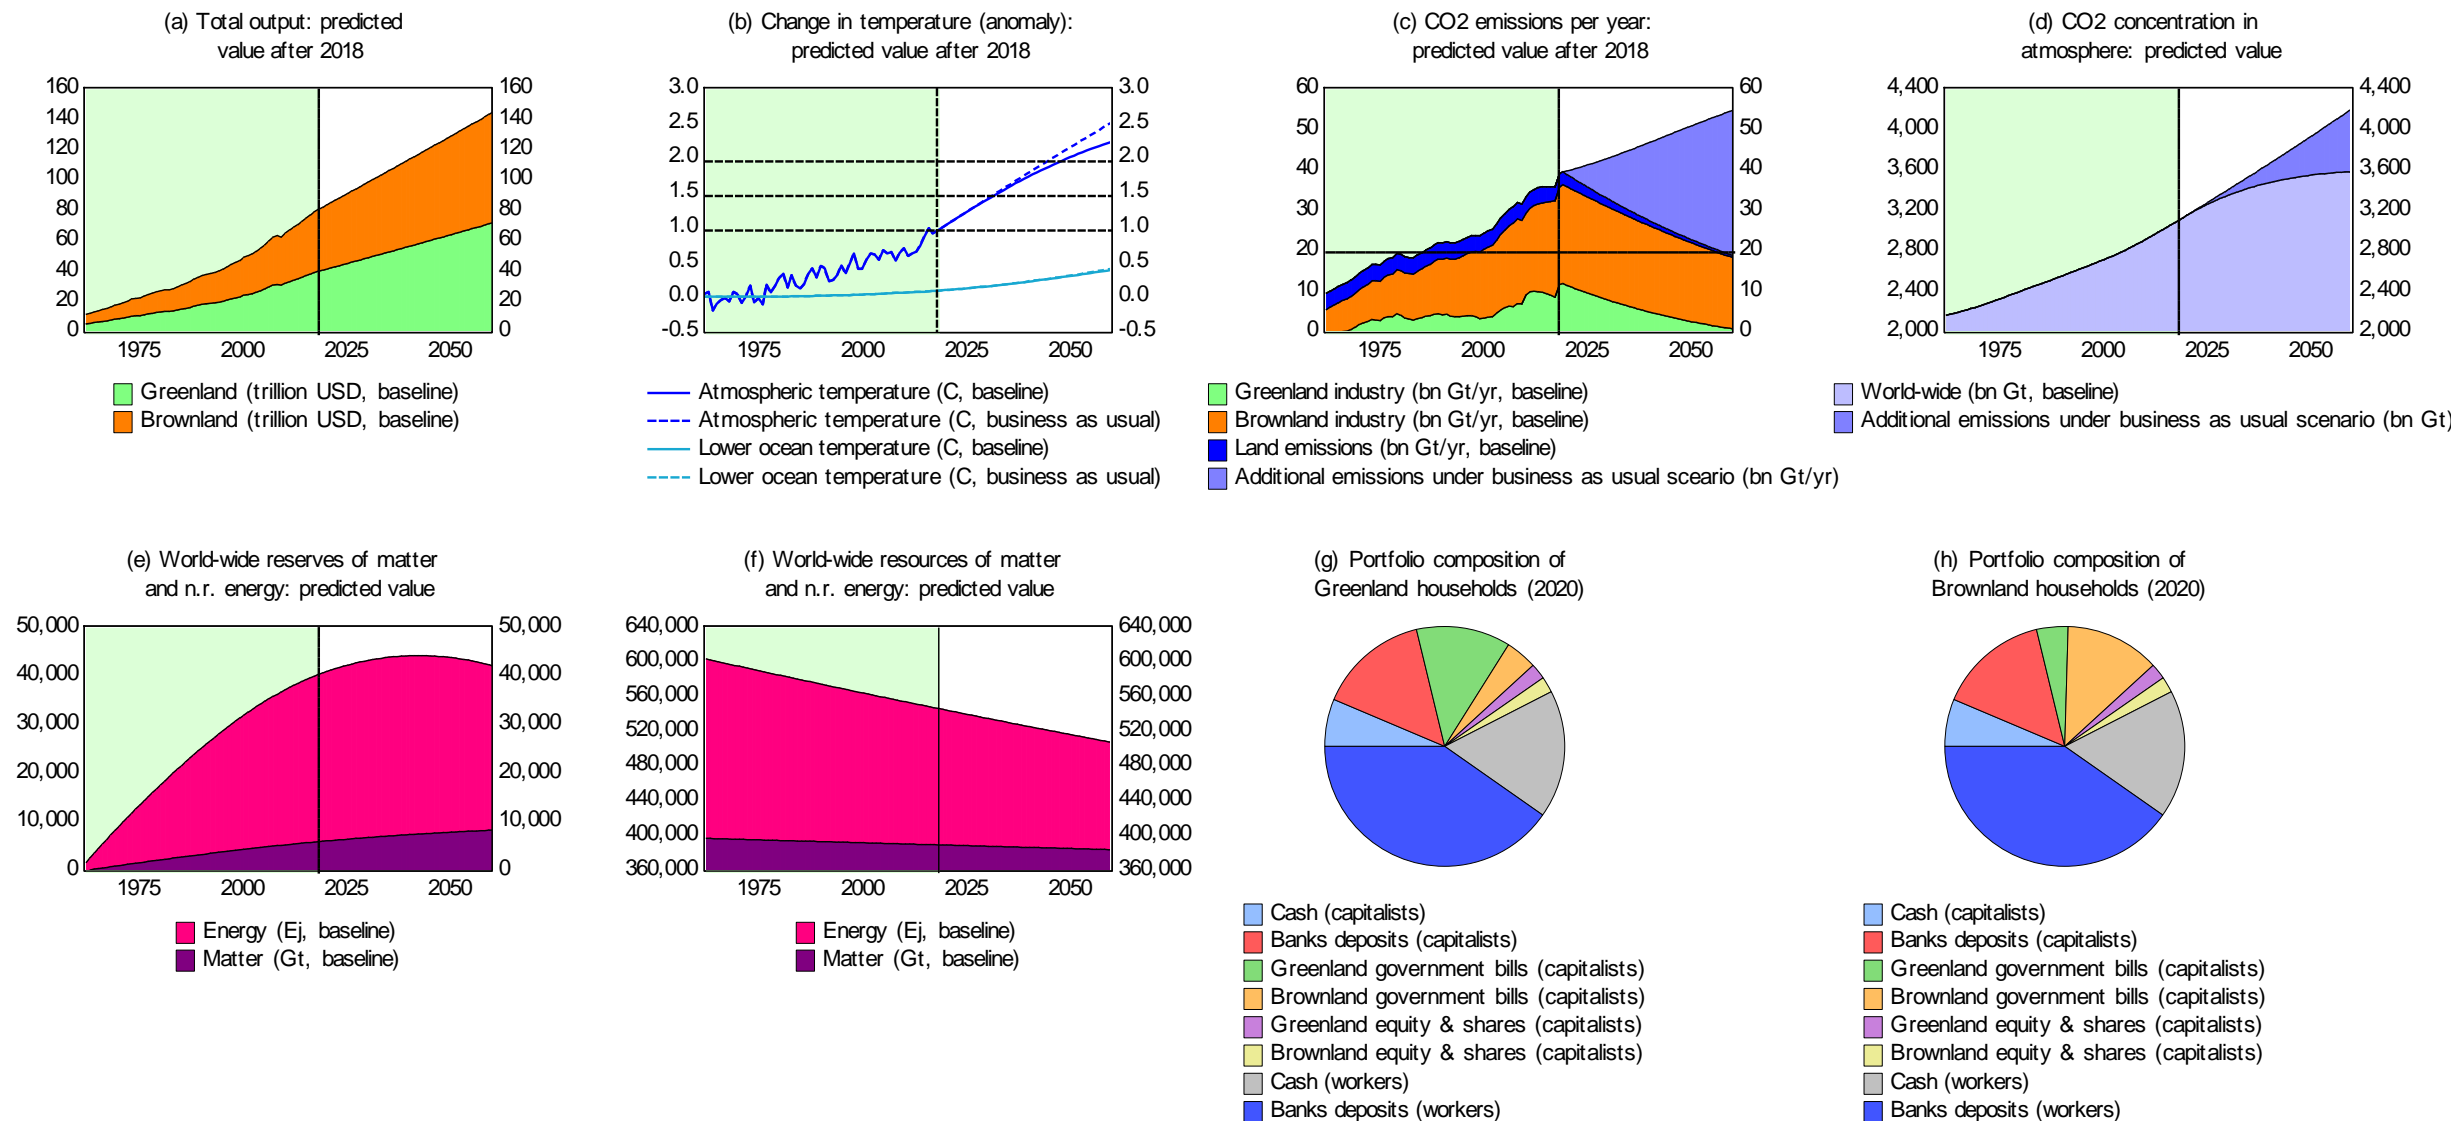 (a) Total output: predicted
value after 2018
160
140
120
100
80
60
40
20
0
160
140
120
100
80
60
40
20
0
1975 2000 2025 2050
Greenland (trillion USD, baseline)
Brownland (trillion USD, baseline)
(b) Change in temperature (anomaly):
predicted value after 2018
3.0
2.5
2.0
1.5
1.0
0.5
0.0
-0.5
3.0
2.5
2.0
1.5
1.0
0.5
0.0
-0.5
1975 2000 2025 2050
Atmospheric temperature (C, baseline)
Atmospheric temperature (C, business as usual)
Lower ocean temperature (C, baseline)
Lower ocean temperature (C, business as usual)
(c) CO2 emissions per year:
predicted value after 2018
60
50
40
30
20
10
0
60
50
40
30
20
10
0
1975 2000 2025 2050
Greenland industry (bn Gt/yr, baseline)
Brownland industry (bn Gt/yr, baseline)
Land emissions (bn Gt/yr, baseline)
Additional emissions under business as usual sceario (bn Gt/yr)
(d) CO2 concentration in
atmosphere: predicted value
4,400
4,000
3,600
3,200
2,800
2,400
2,000
4,400
4,000
3,600
3,200
2,800
2,400
2,000
1975 2000 2025 2050
World-wide (bn Gt, baseline)
Additional emissions under business as usual scenario (bn Gt)
(e) World-wide reserves of matter
and n.r. energy: predicted value
50,000
40,000
30,000
20,000
10,000
0
50,000
40,000
30,000
20,000
10,000
0
1975 2000 2025 2050
Energy (Ej, baseline)
Matter (Gt, baseline)
(f) World-wide resources of matter
and n.r. energy: predicted value
640,000
600,000
560,000
520,000
480,000
440,000
400,000
360,000
640,000
600,000
560,000
520,000
480,000
440,000
400,000
360,000
1975 2000 2025 2050
Energy (Ej, baseline)
Matter (Gt, baseline)
(g) Portfolio composition of
Greenland households (2020)
Cash (capitalists)
Banks deposits (capitalists)
Greenland government bills (capitalists)
Brownland government bills (capitalists)
Greenland equity & shares (capitalists)
Brownland equity & shares (capitalists)
Cash (workers)
Banks deposits (workers)
(h) Portfolio composition of
Brownland households (2020)
Cash (capitalists)
Banks deposits (capitalists)
Greenland government bills (capitalists)
Brownland government bills (capitalists)
Greenland equity & shares (capitalists)
Brownland equity & shares (capitalists)
Cash (workers)
Banks deposits (workers)